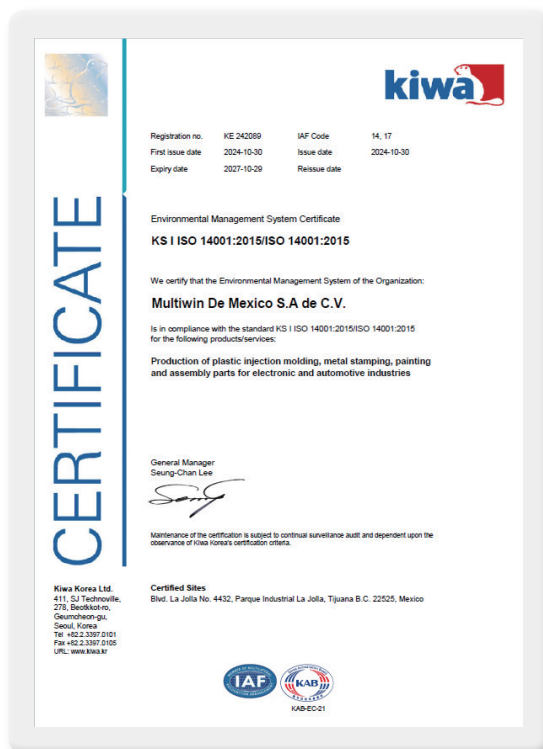 kiwa
Registration no. KE 242089 IAF Code 14, 17
First issue date 2024-10-30 Issue date 2024-10-30
Expiry date 2027-10-29 Reissue date
CERTIFICATE
Environmental Management System Certificate
KS I ISO 14001:2015/ISO 14001:2015
We certify that the Environmental Management System of the Organization:
Multiwin De Mexico S.A de C.V.
Is in compliance with the standard KS I ISO 14001:2015/ISO 14001:2015
for the following products/services:
Production of plastic injection molding, metal stamping, painting
and assembly parts for electronic and automotive industries
General Manager
Seung-Chan Lee
Maintenance of the certification is subject to continual surveillance audit and dependent upon the
observance of Kiwa Korea's certification criteria.
Kiwa Korea Ltd.
411, SJ Technoville,
278, Beotkkot-ro,
Geumcheon-gu,
Seoul, Korea
Tel +82.2.3397.0101
Fax +82.2.3397.0105
URL: www.kiwa.kr
Certified Sites
Blvd. La Jolla No. 4432, Parque Industrial La Jolla, Tijuana B.C. 22525, Mexico
IAF
KAB
KAB-EC-21